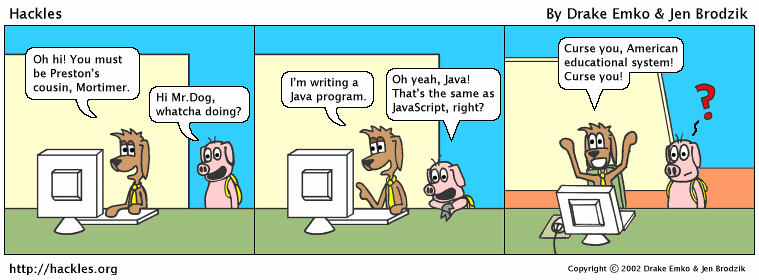 Hackles
By Drake Emko & Jen Brodzik
Oh hi! You must
be Preston's
cousin, Mortimer.
Hi Mr.Dog,
whatcha doing?
I'm writing a
Java program.
Oh yeah, Java!
That's the same as
JavaScript, right?
Curse you, American
educational system!
Curse you!
?
http://hackles.org
Copyright © 2002 Drake Emko & Jen Brodzik